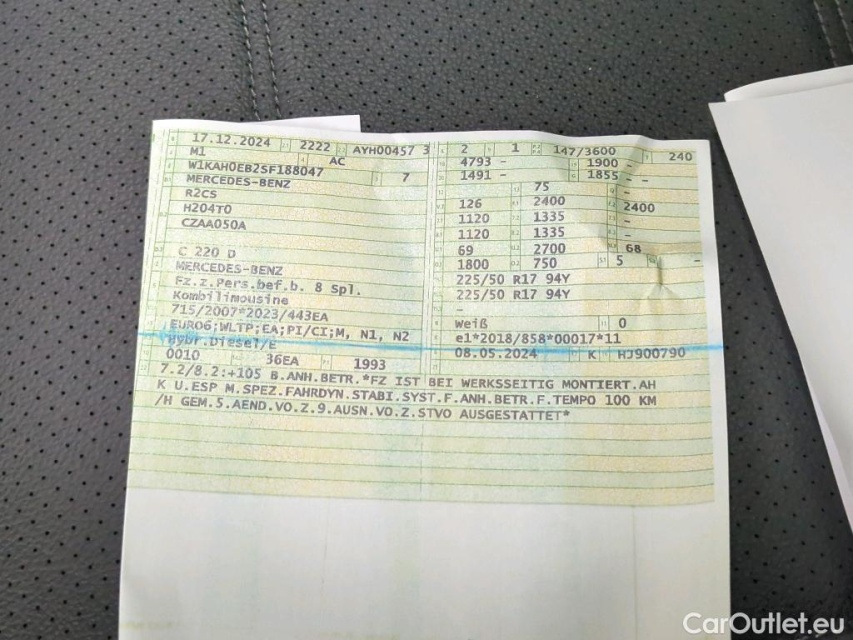 17.12.2024 2222 AYH00457 3
M1 AC
W1KAH0EB2SF188047 7
MERCEDES-BENZ
R2CS
H204T0
CZAA050A
C 220 D
MERCEDES-BENZ
Fz.z.Pers.bef.b. 8 Spl.
Kombilimousine
715/2007*2023/443EA
EURO6;WLTP;EA;PI/CI;M, N1, N2
Hybr.Diesel/E
0010 36EA 1993
2 1 147/3600 240
4793 - 1900
1491 - 1855 -
75 -
126 2400 2400
1120 1335 -
1120 1335 -
69 2700 68
1800 750 5 -
225/50 R17 94Y
225/50 R17 94Y
-
weiß 0
e1*2018/858*00017*11
08.05.2024 K HJ900790
7.2/8.2:+105 B.ANH.BETR.*FZ IST BEI WERKSSEITIG MONTIERT.AH
K U.ESP M.SPEZ.FAHRDYN.STABI.SYST.F.ANH.BETR.F.TEMPO 100 KM
/H GEM.5.AEND.VO.Z.9.AUSN.VO.Z.STVO AUSGESTATTET*
CarOutlet.eu